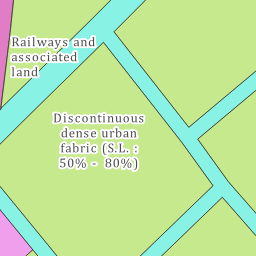 Railways and
associated
land
Discontinuous
dense urban
fabric (S.L. :
50% - 80%)